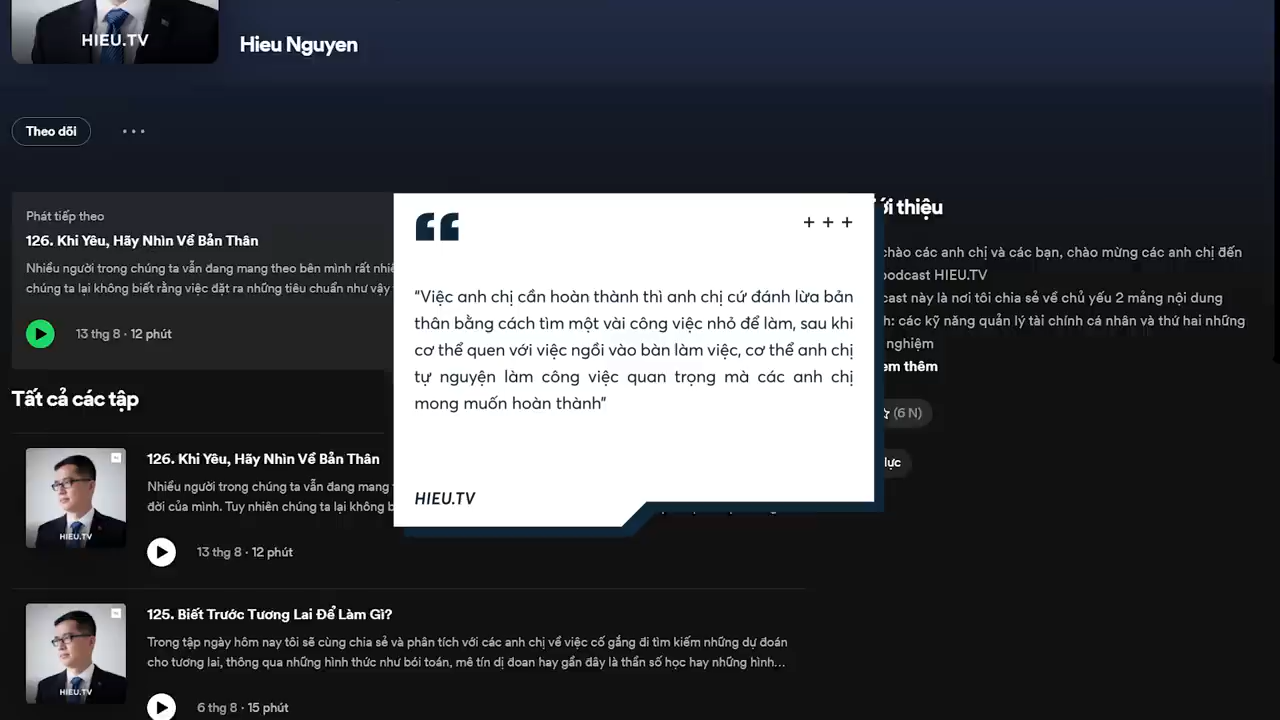 HIEU.TV
Hieu Nguyen
Theo dõi
Phát tiếp theo
126. Khi Yêu, Hãy Nhìn Về Bản Thân
Nhiều người trong chúng ta vẫn đang mang theo bên mình rất
chúng ta lại không biết rằng việc đặt ra những tiêu chuẩn như vậy
13 thg 8 · 12 phút
Tất cả các tập
126. Khi Yêu, Hãy Nhìn Về Bản Thân
Nhiều người trong chúng ta vẫn đang mang
đời của mình. Tuy nhiên chúng ta lại không
HIEU.TV
13 thg 8 · 12 phút
125. Biết Trước Tương Lai Để Làm Gì?
Trong tập ngày hôm nay tôi sẽ cùng chia sẻ và phân tích với các anh chị về việc cố gắng đi tìm kiếm những dự đoán
cho tương lai, thông qua những hình thức như bói toán, mê tín dị đoan hay gần đây là thần số học hay những hình...
HIEU.TV
6 thg 8 · 15 phút
“
+ + +
“Việc anh chị cần hoàn thành thì anh chị cứ đánh lừa bản
thân bằng cách tìm một vài công việc nhỏ để làm, sau khi
cơ thể quen với việc ngồi vào bàn làm việc, cơ thể anh chị
tự nguyện làm công việc quan trọng mà các anh chị
mong muốn hoàn thành”
HIEU.TV
thiệu
chào các anh chị và các bạn, chào mừng các anh chị đến
podcast HIEU.TV
này là nơi tôi chia sẻ về chủ yếu 2 mảng nội dung
các kỹ năng quản lý tài chính cá nhân và thứ hai những
nghiệm
thêm
(6 N)
lực